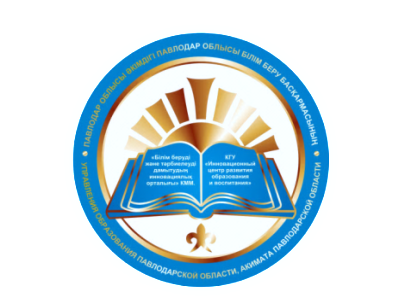 ПАВЛОДАР ОБЛЫСЫ ӘКІМДІГІ ПАВЛОДАР ОБЛЫСЫ БІЛІМ БЕРУ БАСҚАРМАСЫНЫҢ
«Білім беруді
және тәрбиелеуді
дамытудың
инновациялық
орталығы» КММ.
КГУ
«Инновационный
центр развития
образования
и воспитания»
УПРАВЛЕНИЯ ОБРАЗОВАНИЯ ПАВЛОДАРСКОЙ ОБЛАСТИ, АКИМАТА ПАВЛОДАРСКОЙ ОБЛАСТИ